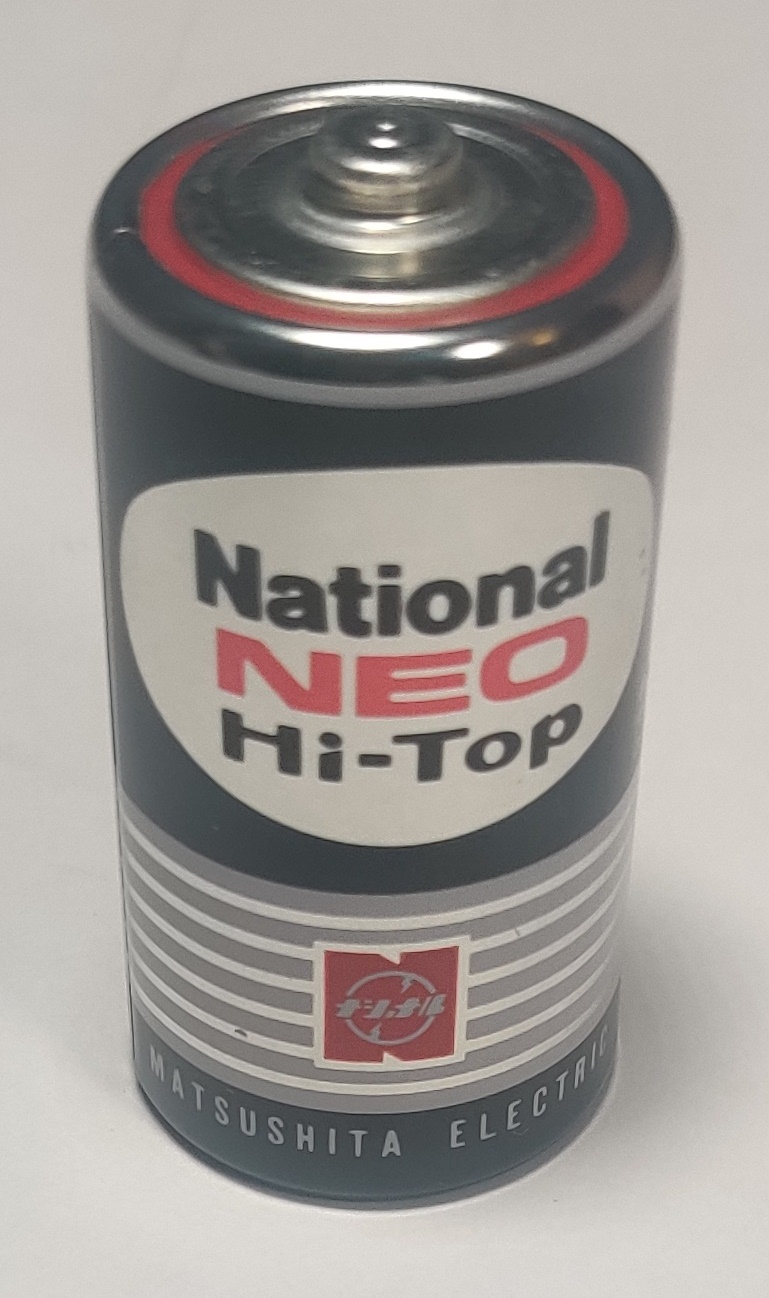 National
NEO
Hi-Top
ナショナル
MATSUSHITA ELECTRIC